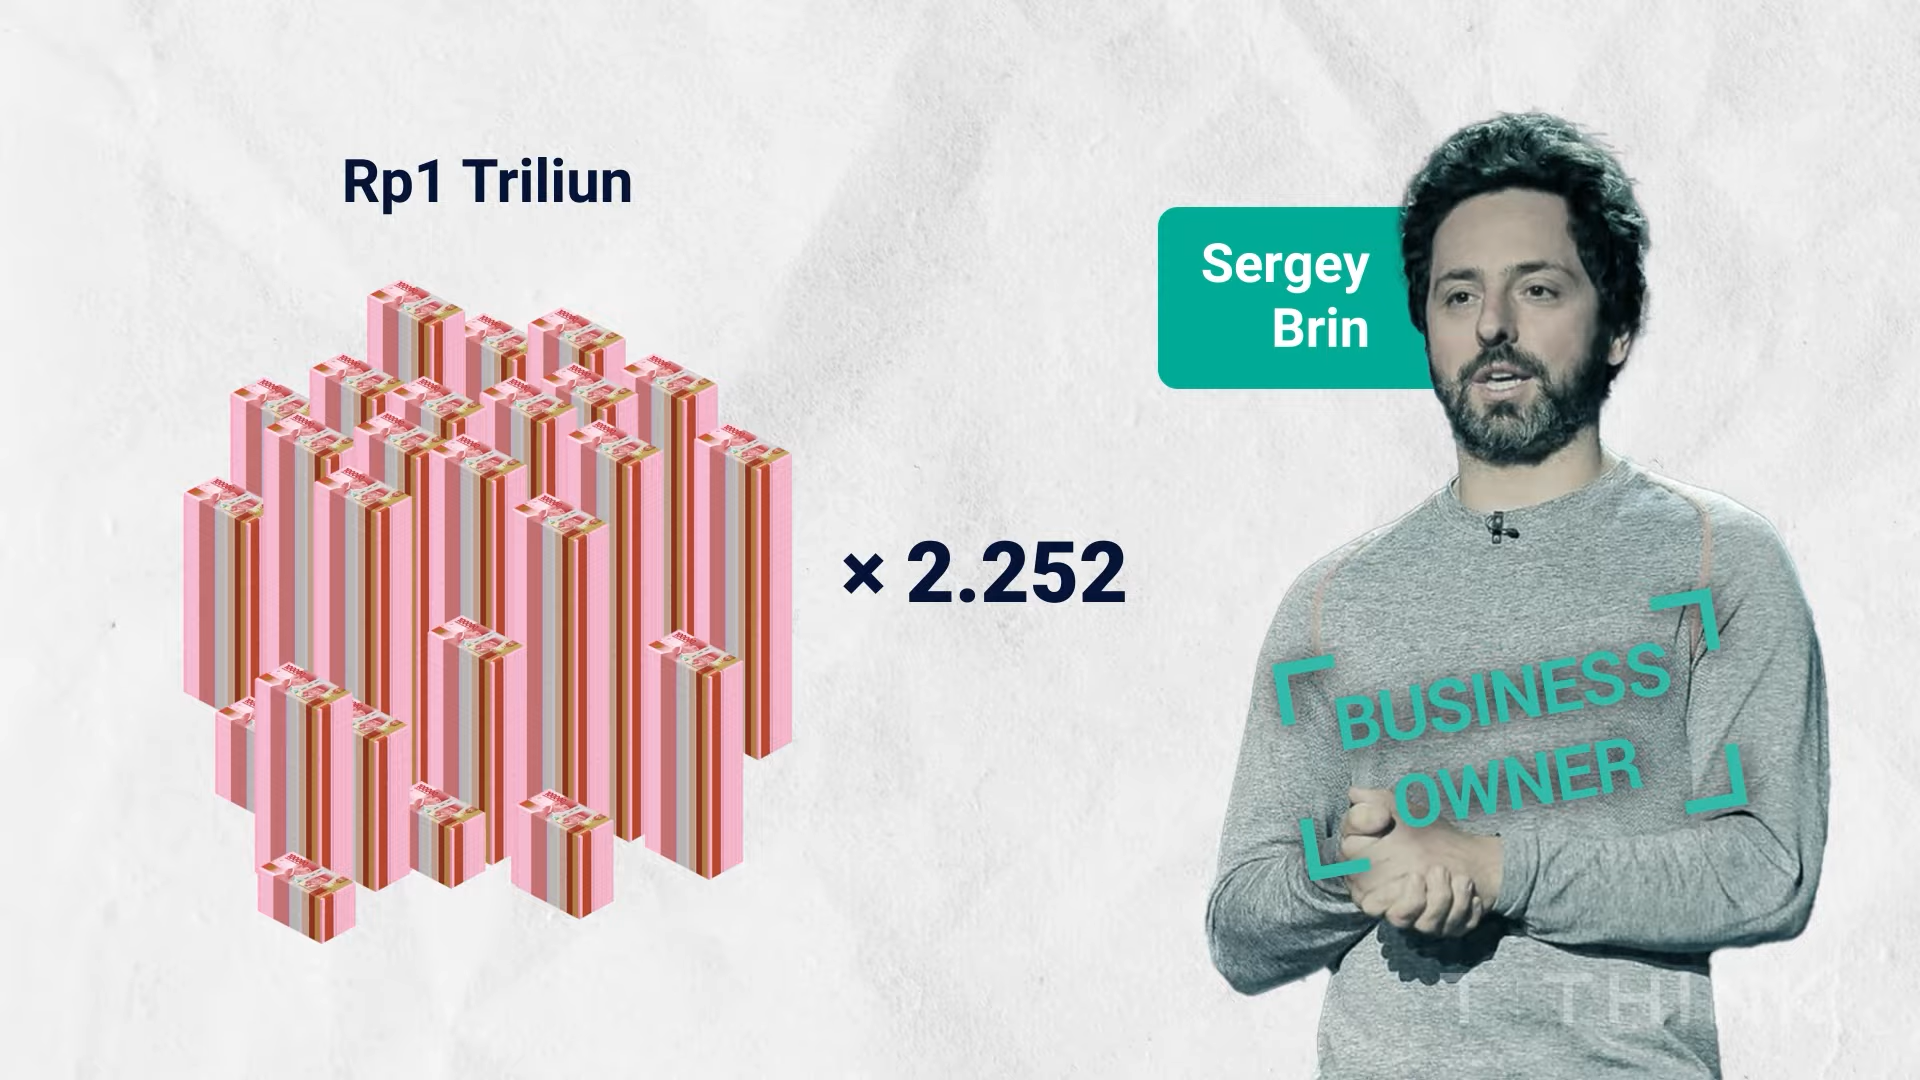 Rp1 Triliun
Sergey
Brin
× 2.252
BUSINESS
OWNER